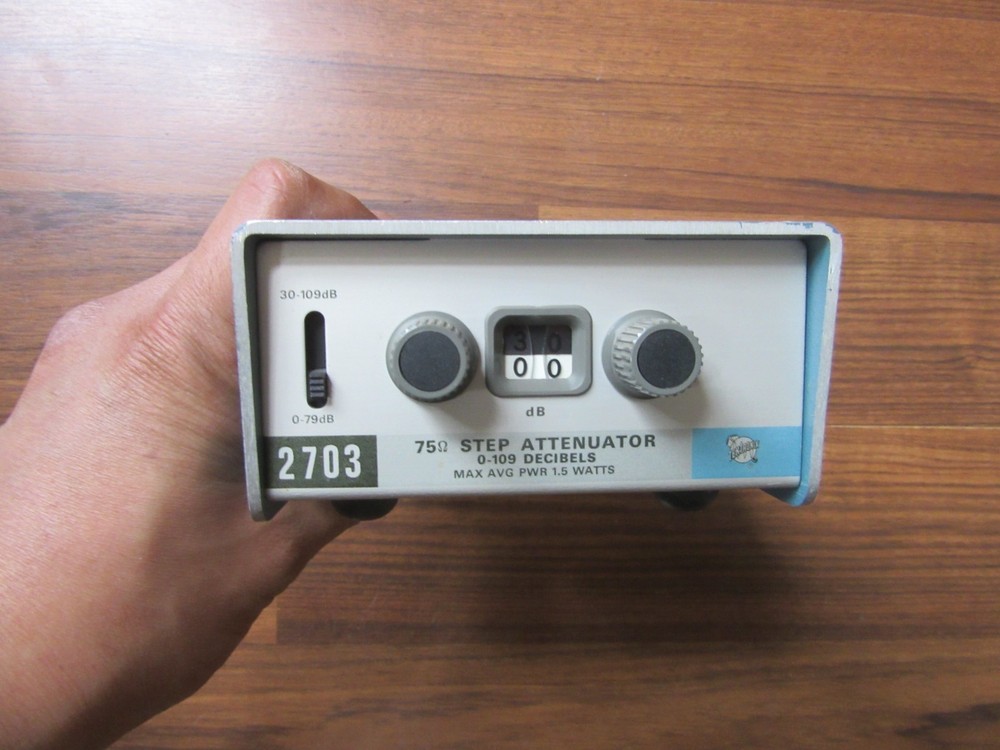 30-109dB
3 0
0 0
0-79dB
dB
2703
75Ω STEP ATTENUATOR
0-109 DECIBELS
MAX AVG PWR 1.5 WATTS